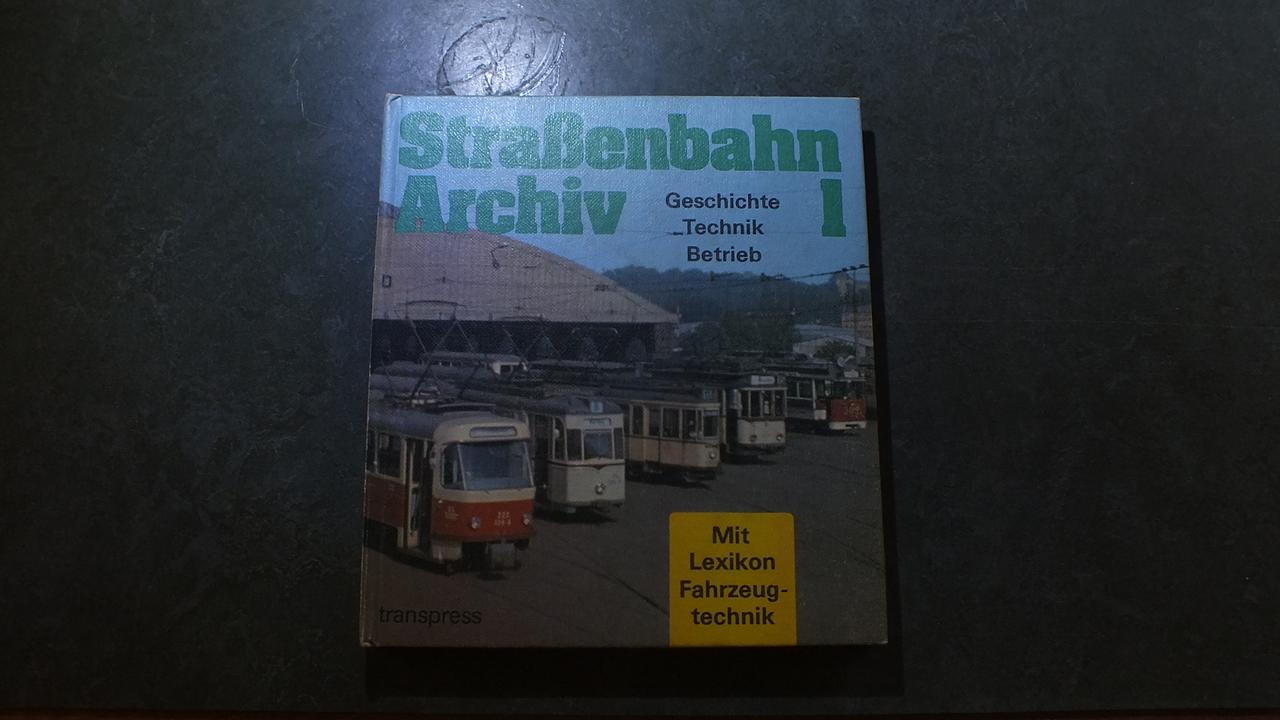 Straßenbahn
Archiv 1
Geschichte
Technik
Betrieb
Mit
Lexikon
Fahrzeug-
technik
transpress